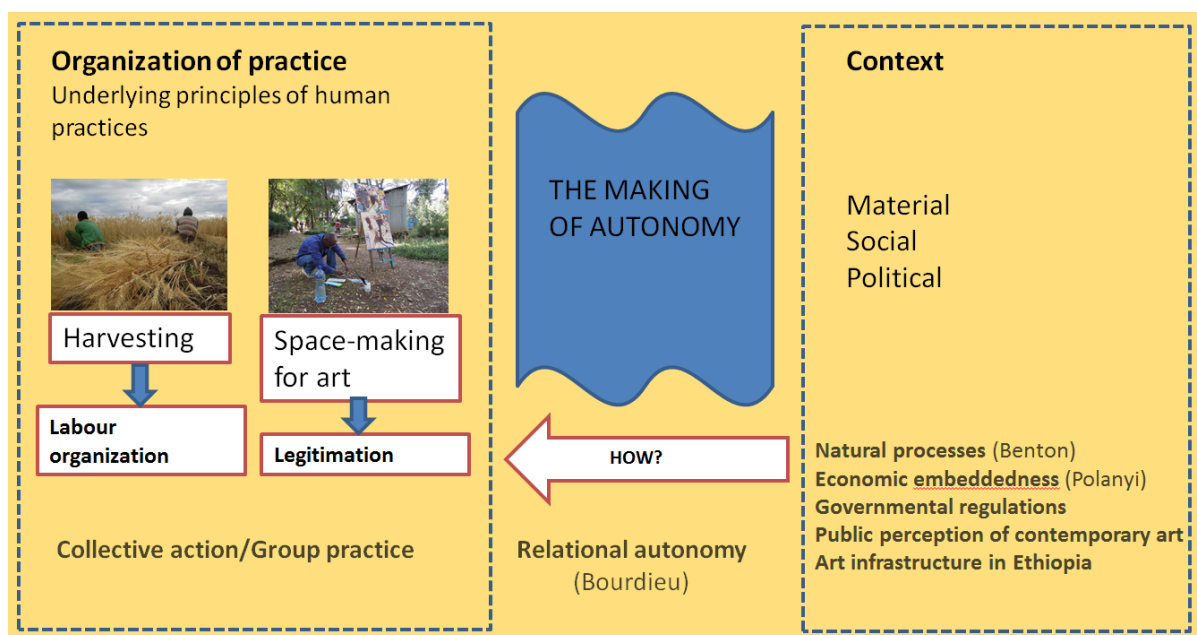 Organization of practice
Underlying principles of human
practices
Harvesting
Space-making
for art
Labour
organization
Legitimation
Collective action/Group practice
THE MAKING
OF AUTONOMY
HOW?
Relational autonomy
(Bourdieu)
Context
Material
Social
Political
Natural processes (Benton)
Economic embeddedness (Polanyi)
Governmental regulations
Public perception of contemporary art
Art infrastructure in Ethiopia